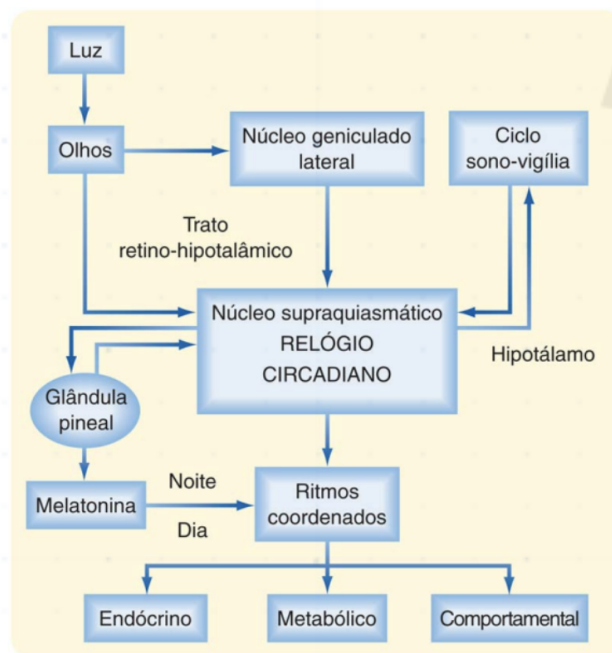 Luz
Olhos
Núcleo geniculado
lateral
Ciclo
sono-vigília
Trato
retino-hipotalâmico
Núcleo supraquiasmático
RELÓGIO
CIRCADIANO
Hipotálamo
Glândula
pineal
Melatonina
Noite
Dia
Ritmos
coordenados
Endócrino
Metabólico
Comportamental